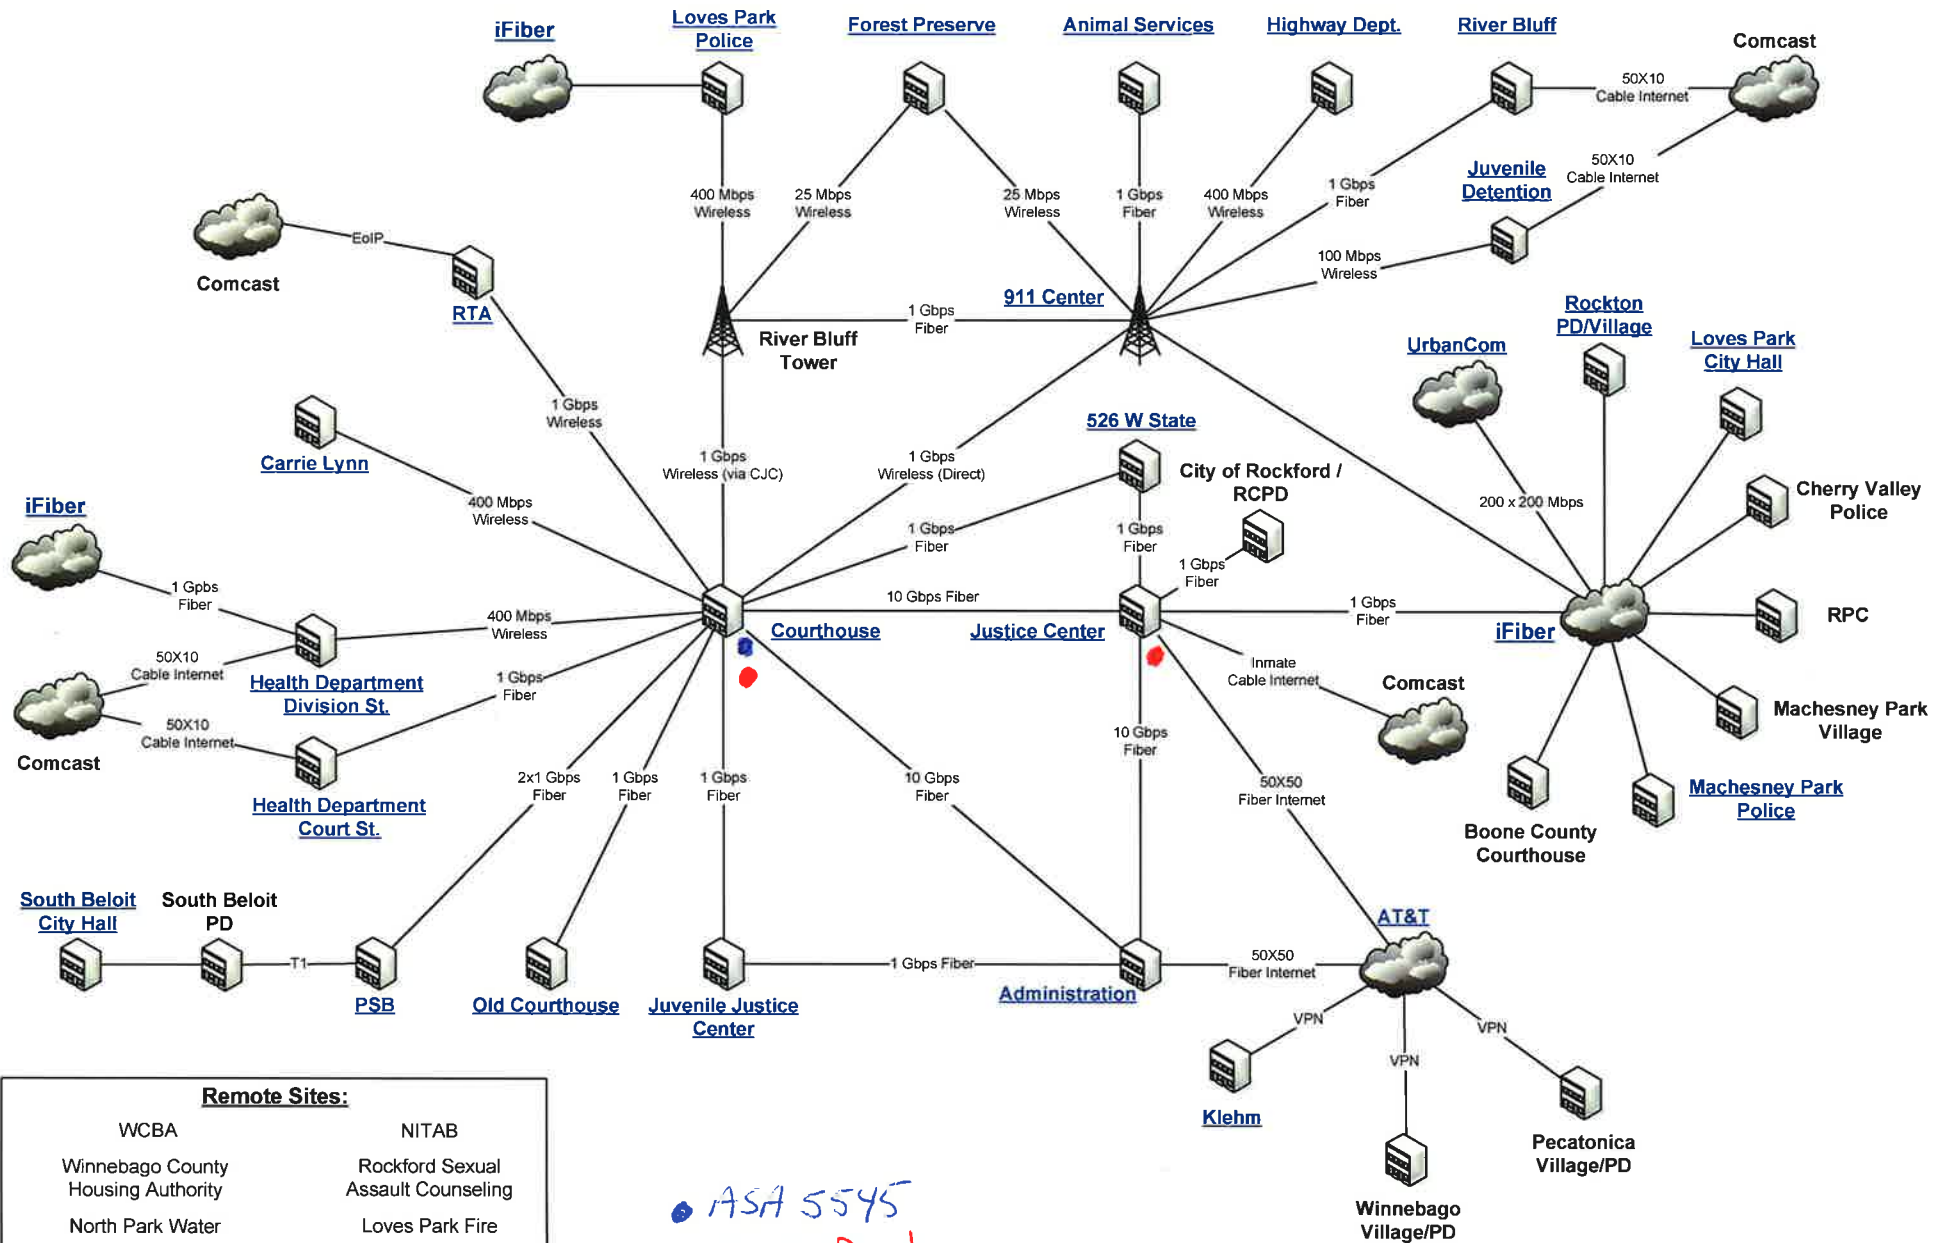 iFiber
Loves Park
Police
Forest Preserve
Animal Services
Highway Dept.
River Bluff
Comcast
50X10
Cable Internet
Juvenile
Detention
50X10
Cable Internet
400 Mbps
Wireless
25 Mbps
Wireless
25 Mbps
Wireless
1 Gbps
Fiber
400 Mbps
Wireless
1 Gbps
Fiber
100 Mbps
Wireless
EoIP
Comcast
RTA
911 Center
1 Gbps
Fiber
River Bluff
Tower
Rockton
PD/Village
UrbanCom
Loves Park
City Hall
1 Gbps
Wireless
Carrie Lynn
1 Gbps
Wireless (via CJC)
1 Gbps
Wireless (Direct)
526 W State
City of Rockford /
RCPD
200 x 200 Mbps
Cherry Valley
Police
iFiber
400 Mbps
Wireless
1 Gbps
Fiber
1 Gbps
Fiber
1 Gbps
Fiber
1 Gpbs
Fiber
400 Mbps
Wireless
10 Gbps Fiber
1 Gbps
Fiber
RPC
Courthouse
Justice Center
iFiber
50X10
Cable Internet
Health Department
Division St.
1 Gbps
Fiber
Inmate
Cable Internet
Comcast
Machesney Park
Village
50X10
Cable Internet
Comcast
10 Gbps
Fiber
2x1 Gbps
Fiber
1 Gbps
Fiber
1 Gbps
Fiber
10 Gbps
Fiber
50X50
Fiber Internet
Health Department
Court St.
Machesney Park
Police
Boone County
Courthouse
South Beloit
City Hall
South Beloit
PD
T1
PSB
Old Courthouse
Juvenile Justice
Center
1 Gbps Fiber
Administration
50X50
Fiber Internet
AT&T
VPN
VPN
VPN
Klehm
Winnebago
Village/PD
Pecatonica
Village/PD
Remote Sites:
WCBA
NITAB
Winnebago County
Housing Authority
Rockford Sexual
Assault Counseling
North Park Water
Loves Park Fire
ASA 5545